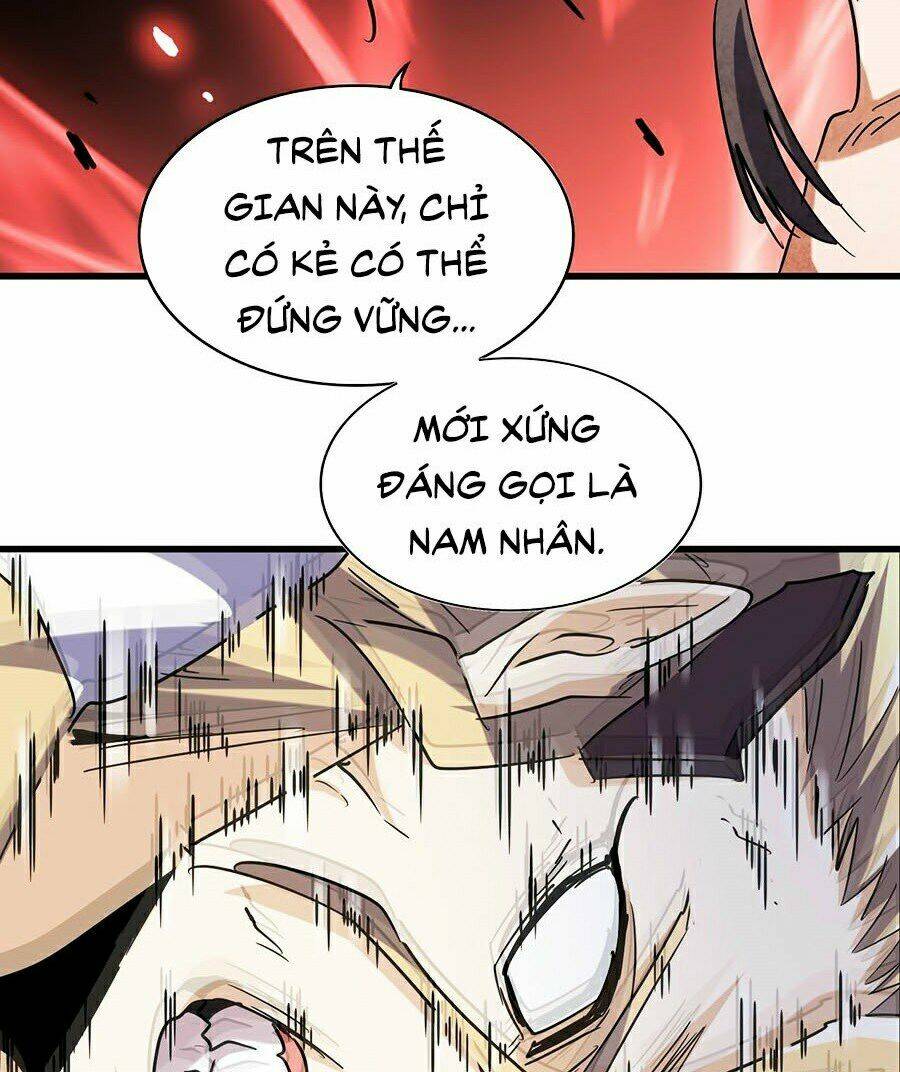 TRÊN THẾ
GIAN NÀY, CHỈ
CÓ KẺ CÓ THỂ
ĐỨNG VỮNG...
MỚI XỨNG
ĐÁNG GỌI LÀ
NAM NHÂN.